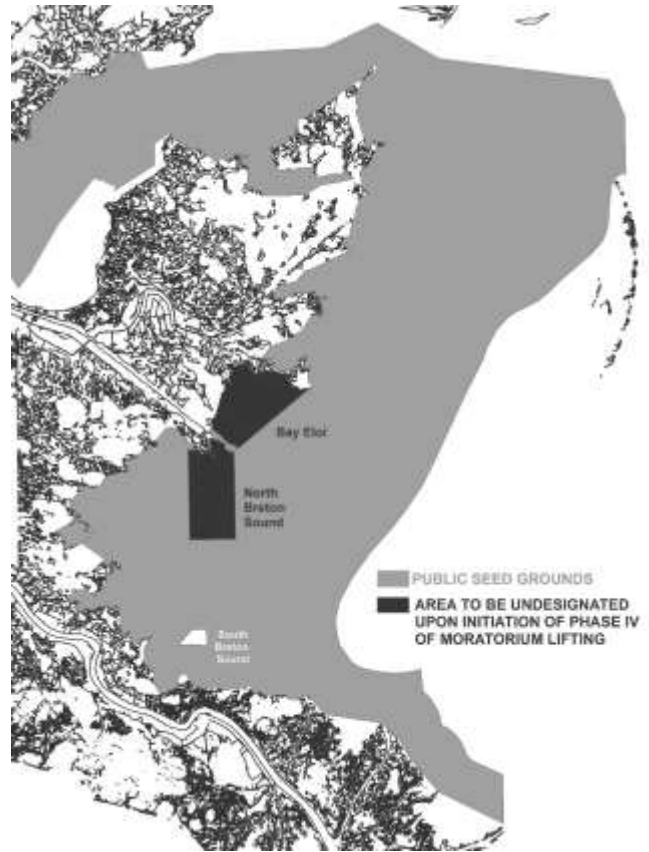 Bay Eloi
North
Breton
Sound
PUBLIC SEED GROUNDS
AREA TO BE UNDESIGNATED
UPON INITIATION OF PHASE IV
OF MORATORIUM LIFTING
South
Breton
Sound